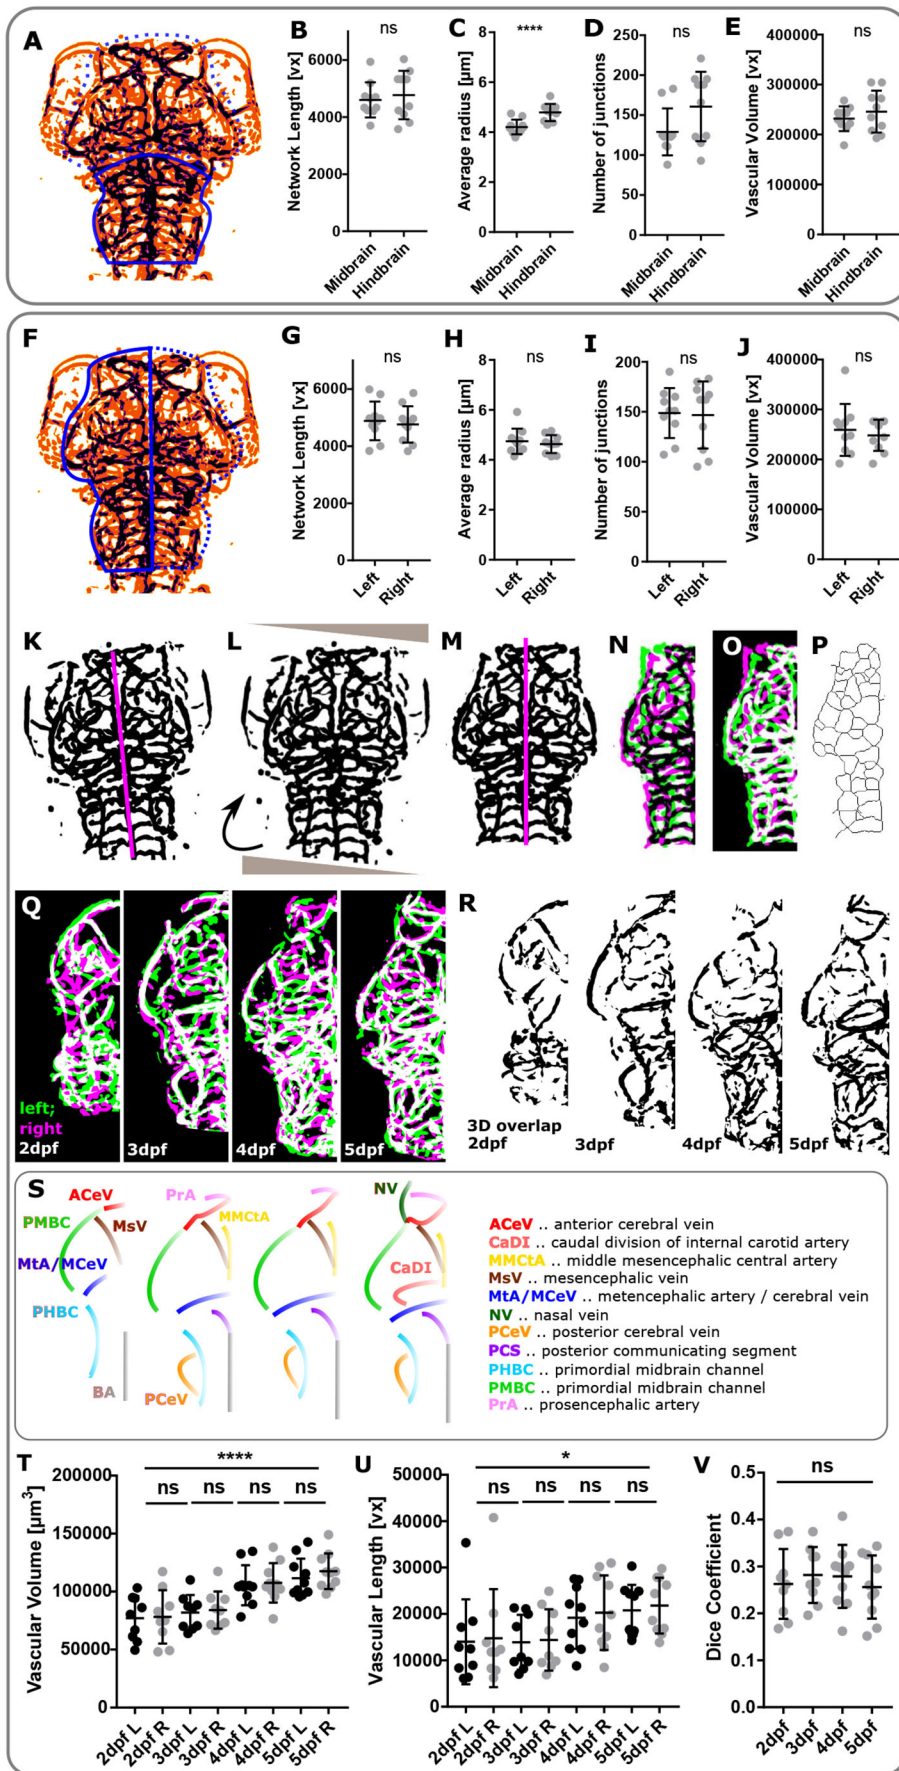 A
B
Network Length [vx]
ns
6000
4000
2000
0
Midbrain
Hindbrain
C
Average radius [µm]
****
8
6
4
2
0
Midbrain
Hindbrain
D
Number of junctions
ns
250
200
150
100
50
0
Midbrain
Hindbrain
E
Vascular Volume [vx]
ns
400000
300000
200000
100000
0
Midbrain
Hindbrain
F
G
Network Length [vx]
ns
6000
4000
2000
0
Left
Right
H
Average radius [µm]
ns
8
6
4
2
0
Left
Right
I
Number of junctions
ns
200
150
100
50
0
Left
Right
J
Vascular Volume [vx]
ns
400000
300000
200000
100000
0
Left
Right
K
L
M
N
O
P
Q
left;
right
2dpf
3dpf
4dpf
5dpf
R
3D overlap
2dpf
3dpf
4dpf
5dpf
S
ACeV
PMBC
MsV
MtA/MCeV
PHBC
BA
PrA
MMCtA
PCeV
NV
CaDI
ACeV .. anterior cerebral vein
CaDI .. caudal division of internal carotid artery
MMCtA .. middle mesencephalic central artery
MsV .. mesencephalic vein
MtA/MCeV .. metencephalic artery / cerebral vein
NV .. nasal vein
PCeV .. posterior cerebral vein
PCS .. posterior communicating segment
PHBC .. primordial midbrain channel
PMBC .. primordial midbrain channel
PrA .. prosencephalic artery
T
Vascular Volume [µm³]
****
ns ns ns ns
200000
150000
100000
50000
0
2dpf L
2dpf R
3dpf L
3dpf R
4dpf L
4dpf R
5dpf L
5dpf R
U
Vascular Length [vx]
*
ns ns ns ns
50000
40000
30000
20000
10000
0
2dpf L
2dpf R
3dpf L
3dpf R
4dpf L
4dpf R
5dpf L
5dpf R
V
Dice Coefficient
ns
0.5
0.4
0.3
0.2
0.1
0.0
2dpf
3dpf
4dpf
5dpf